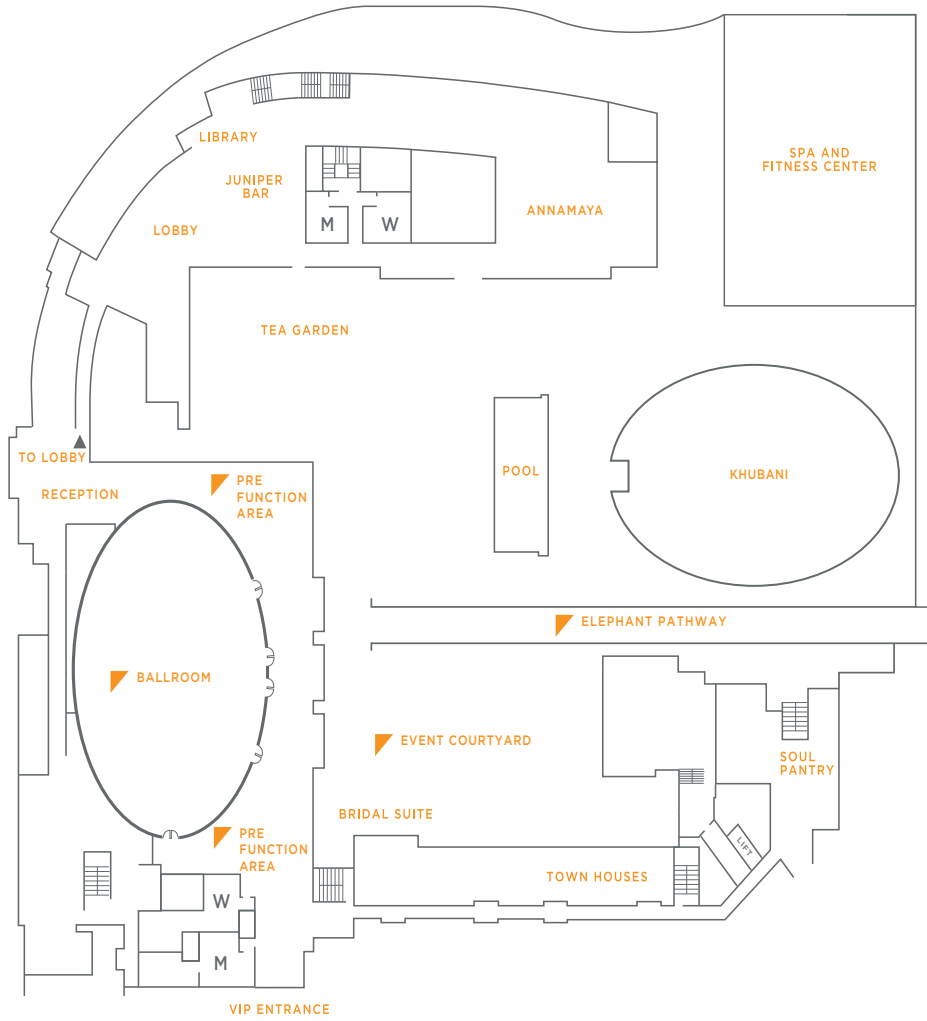 LIBRARY
SPA AND
FITNESS CENTER
JUNIPER
BAR
ANNAMAYA
M
W
LOBBY
TEA GARDEN
TO LOBBY
RECEPTION
PRE
FUNCTION
AREA
POOL
KHUBANI
ELEPHANT PATHWAY
BALLROOM
EVENT COURTYARD
SOUL
PANTRY
BRIDAL SUITE
PRE
FUNCTION
AREA
LIFT
TOWN HOUSES
W
M
VIP ENTRANCE